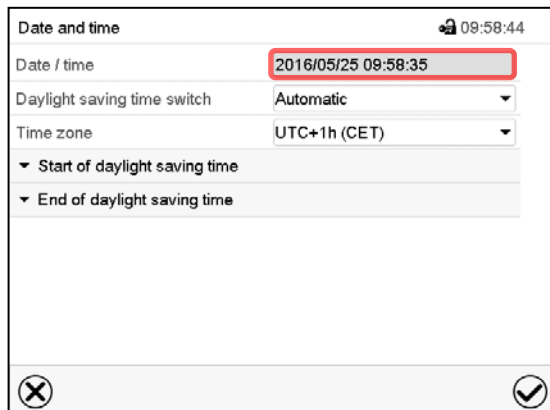 Date and time 09:58:44
Date / time 2016/05/25 09:58:35
Daylight saving time switch Automatic
Time zone UTC+1h (CET)
Start of daylight saving time
End of daylight saving time